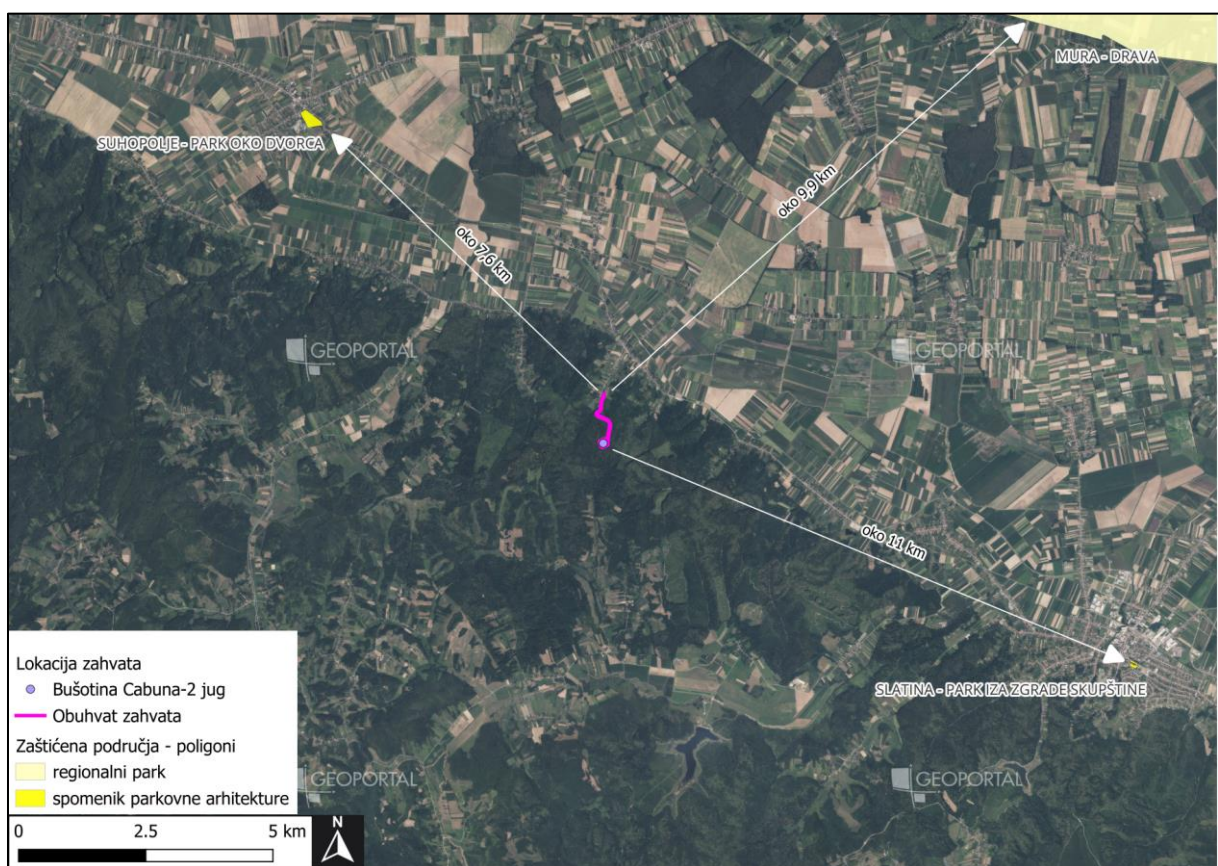 MURA - DRAVA
SUHOPOLJE - PARK OKO DVORCA
oko 9,9 km
oko 7,6 km
GEOPORTAL
GEOPORTAL
oko 11 km
SLATINA - PARK IZA ZGRADE SKUPŠTINE
Lokacija zahvata
Bušotina Cabuna-2 jug
Obuhvat zahvata
Zaštićena područja - poligoni
regionalni park
spomenik parkovne arhitekture
GEOPORTAL
GEOPORTAL
0 2.5 5 km
N